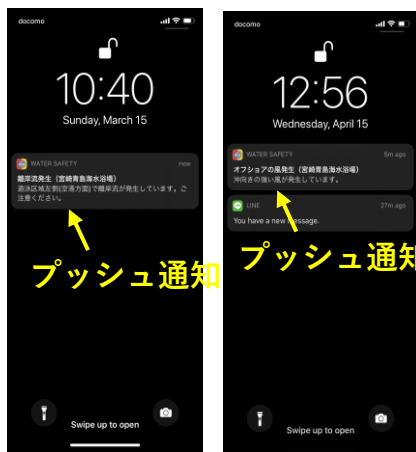 docomo
10:40
Sunday, March 15
WATER SAFETY now
離岸流発生（宮崎青島海水浴場）
遊泳区域左側(空港方面)で離岸流が発生しています。ご
注意ください。
プッシュ通知
Swipe up to open
docomo
12:56
Wednesday, April 15
WATER SAFETY 5m ago
オフショアの風発生（宮崎青島海水浴場）
沖向きの強い風が発生しています。
LINE 27m ago
You have a new message.
プッシュ通知
Swipe up to open